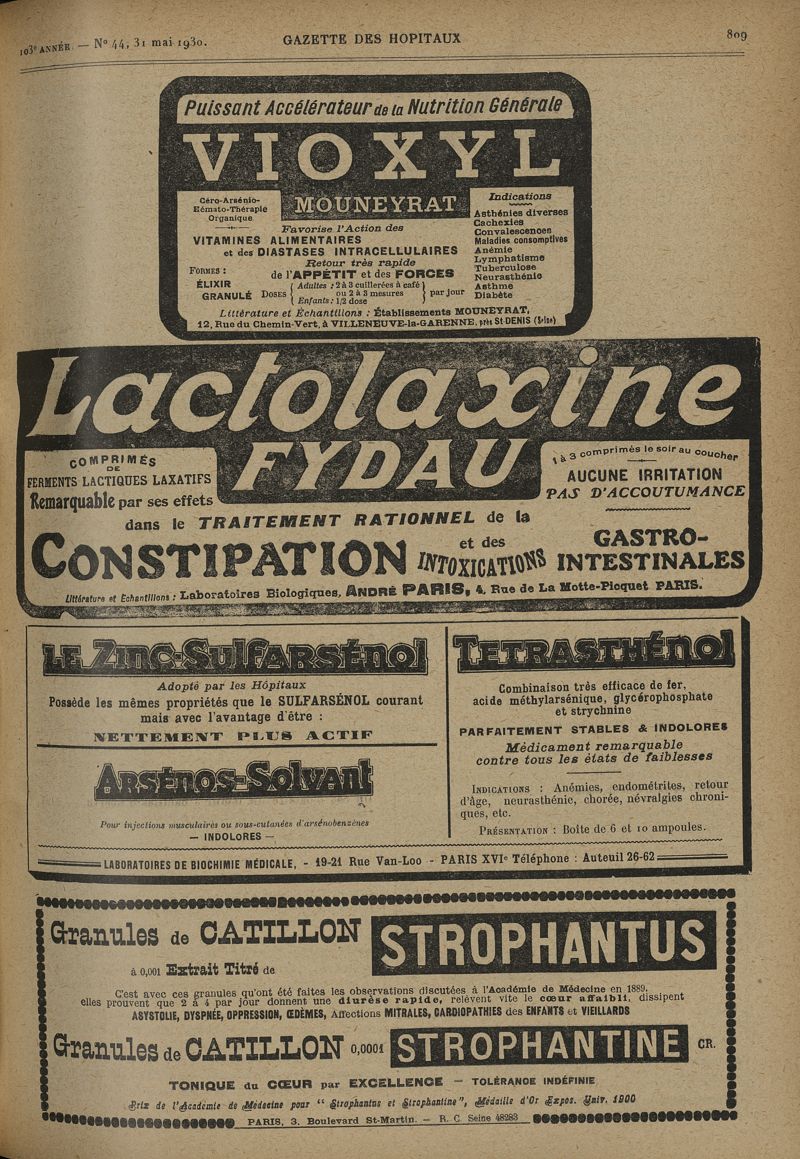 103e ANNÉE. — No 44, 31 mai 1930.
GAZETTE DES HOPITAUX
809
Puissant Accélérateur de la Nutrition Générale
VIOXYL
MOUNEYRAT
Céro-Arsénio-
Hémato-Thérapie
Organique
Favorise l'Action des
VITAMINES ALIMENTAIRES
et des DIASTASES INTRACELLULAIRES
Retour très rapide
de l'APPÉTIT et des FORCES
FORMES :
ÉLIXIR
GRANULÉ
DOSES
Adultes : 2 à 3 cuillerées à café
ou 2 à 3 mesures
Enfants : 1/2 dose
par jour
Indications
Asthénies diverses
Cachexies
Convalescences
Maladies consomptives
Anémie
Lymphatisme
Tuberculose
Neurasthénie
Asthme
Diabète
Littérature et Échantillons : Établissements MOUNEYRAT,
12, Rue du Chemin-Vert, à VILLENEUVE-la-GARENNE, près St-DENIS (Seine)
Lactolaxine
FYDAU
COMPRIMÉS
DE
FERMENTS LACTIQUES LAXATIFS
Remarquable par ses effets
1 à 3 comprimés le soir au coucher
AUCUNE IRRITATION
PAS D'ACCOUTUMANCE
dans le TRAITEMENT RATIONNEL de la
CONSTIPATION et des INTOXICATIONS GASTRO-
INTESTINALES
Littérature et Échantillons : Laboratoires Biologiques, ANDRÉ PARIS, 4, Rue de La Motte-Picquet PARIS.
LE ZINC-SULFARSÉNOL
Adopté par les Hôpitaux
Possède les mêmes propriétés que le SULFARSÉNOL courant
mais avec l'avantage d'être :
NETTEMENT PLUS ACTIF
ARSÉNOS-SOLVANT
Pour injections musculaires ou sous-cutanées d'arsénobenzènes
— INDOLORES —
TETRASTHÉNOL
Combinaison très efficace de fer,
acide méthylarsénique, glycérophosphate
et strychnine
PARFAITEMENT STABLES & INDOLORES
Médicament remarquable
contre tous les états de faiblesses
INDICATIONS : Anémies, endométrites, retour
d'âge, neurasthénie, chorée, névralgies chroni-
ques, etc.
PRÉSENTATION : Boîte de 6 et 10 ampoules.
LABORATOIRES DE BIOCHIMIE MÉDICALE, - 19-21 Rue Van-Loo - PARIS XVIe Téléphone : Auteuil 26-62
Granules de CATILLON
à 0,001 Extrait Titré de
STROPHANTUS
C'est avec ces granules qu'ont été faites les observations discutées à l'Académie de Médecine en 1889.
elles prouvent que 2 à 4 par jour donnent une diurèse rapide, relèvent vite le cœur affaibli, dissipent
ASYSTOLIE, DYSPNÉE, OPPRESSION, ŒDÈMES, Affections MITRALES, CARDIOPATHIES des ENFANTS et VIEILLARDS
Granules de CATILLON 0,0001 STROPHANTINE CR.
TONIQUE du CŒUR par EXCELLENCE — TOLÉRANCE INDÉFINIE
Prix de l'Académie de Médecine pour " Strophantus et Strophantine", Médaille d'Or Expos. Univ. 1900
PARIS, 3, Boulevard St-Martin. — R. C. Seine 48283